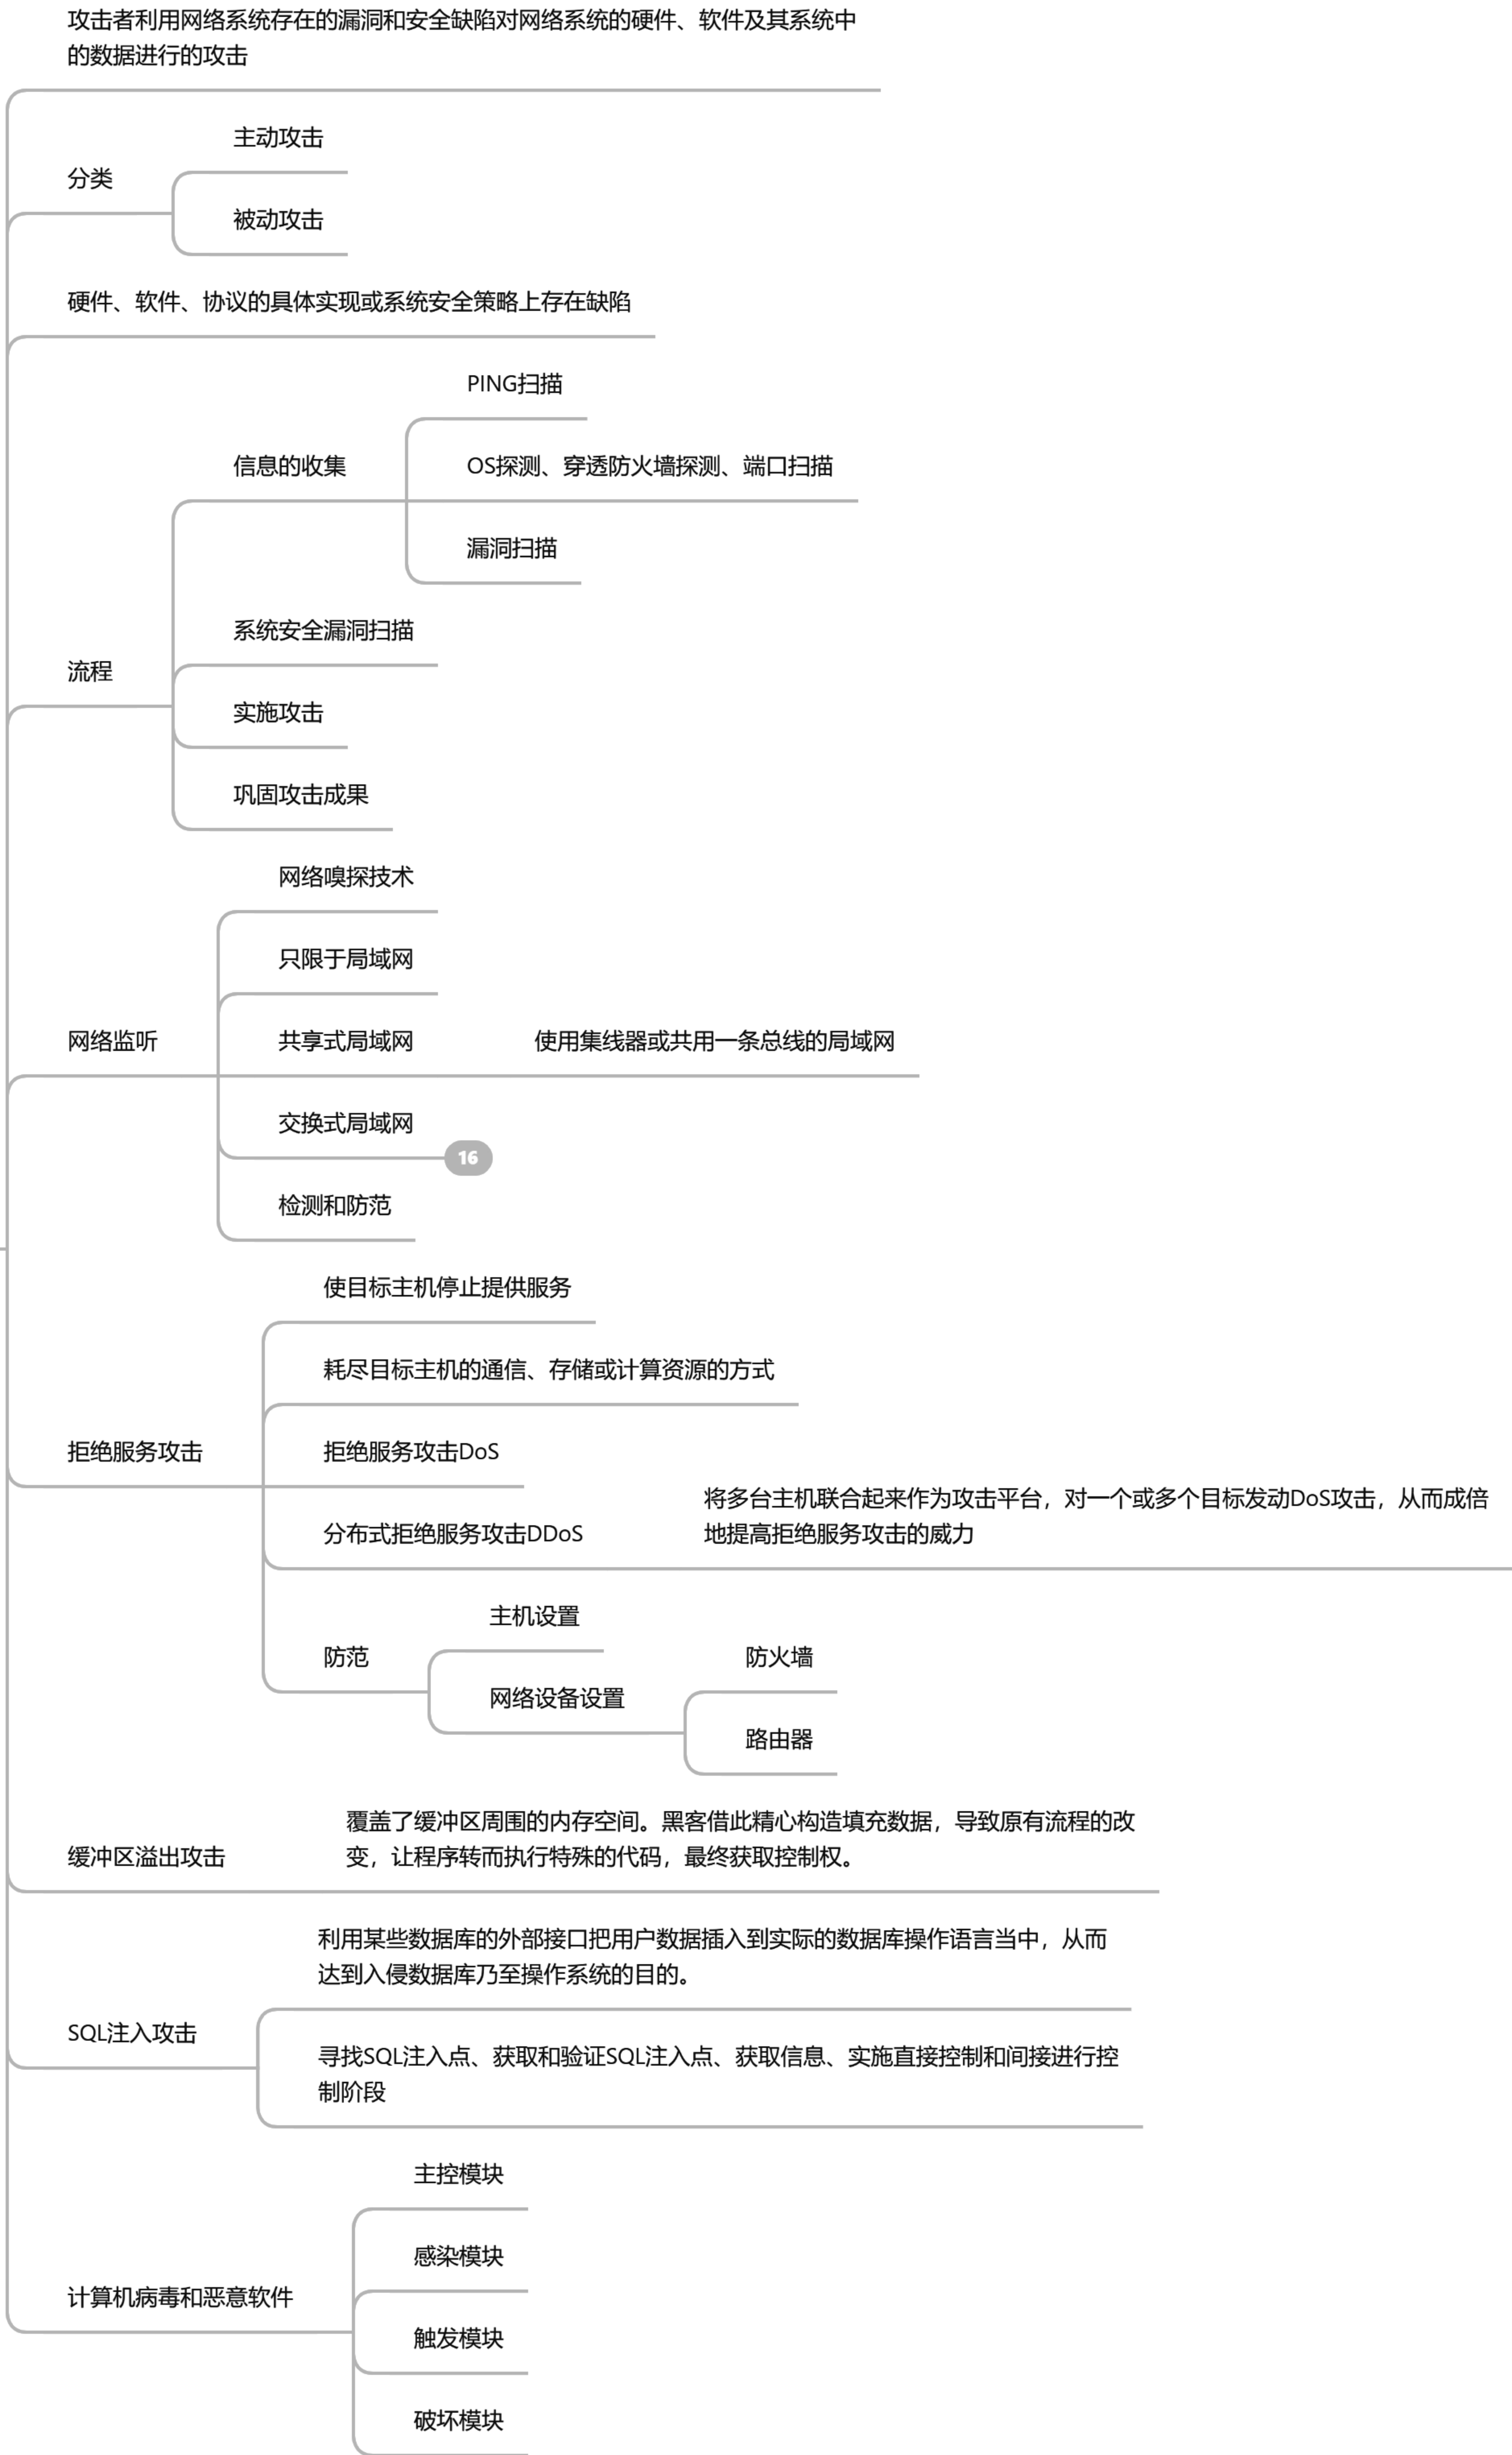 攻击者利用网络系统存在的漏洞和安全缺陷对网络系统的硬件、软件及其系统中
的数据进行的攻击
分类
主动攻击
被动攻击
硬件、软件、协议的具体实现或系统安全策略上存在缺陷
流程
信息的收集
PING扫描
OS探测、穿透防火墙探测、端口扫描
漏洞扫描
系统安全漏洞扫描
实施攻击
巩固攻击成果
网络监听
网络嗅探技术
只限于局域网
共享式局域网
使用集线器或共用一条总线的局域网
交换式局域网
16
检测和防范
拒绝服务攻击
使目标主机停止提供服务
耗尽目标主机的通信、存储或计算资源的方式
拒绝服务攻击DoS
分布式拒绝服务攻击DDoS
将多台主机联合起来作为攻击平台，对一个或多个目标发动DoS攻击，从而成倍
地提高拒绝服务攻击的威力
防范
主机设置
网络设备设置
防火墙
路由器
缓冲区溢出攻击
覆盖了缓冲区周围的内存空间。黑客借此精心构造填充数据，导致原有流程的改
变，让程序转而执行特殊的代码，最终获取控制权。
SQL注入攻击
利用某些数据库的外部接口把用户数据插入到实际的数据库操作语言当中，从而
达到入侵数据库乃至操作系统的目的。
寻找SQL注入点、获取和验证SQL注入点、获取信息、实施直接控制和间接进行控
制阶段
计算机病毒和恶意软件
主控模块
感染模块
触发模块
破坏模块